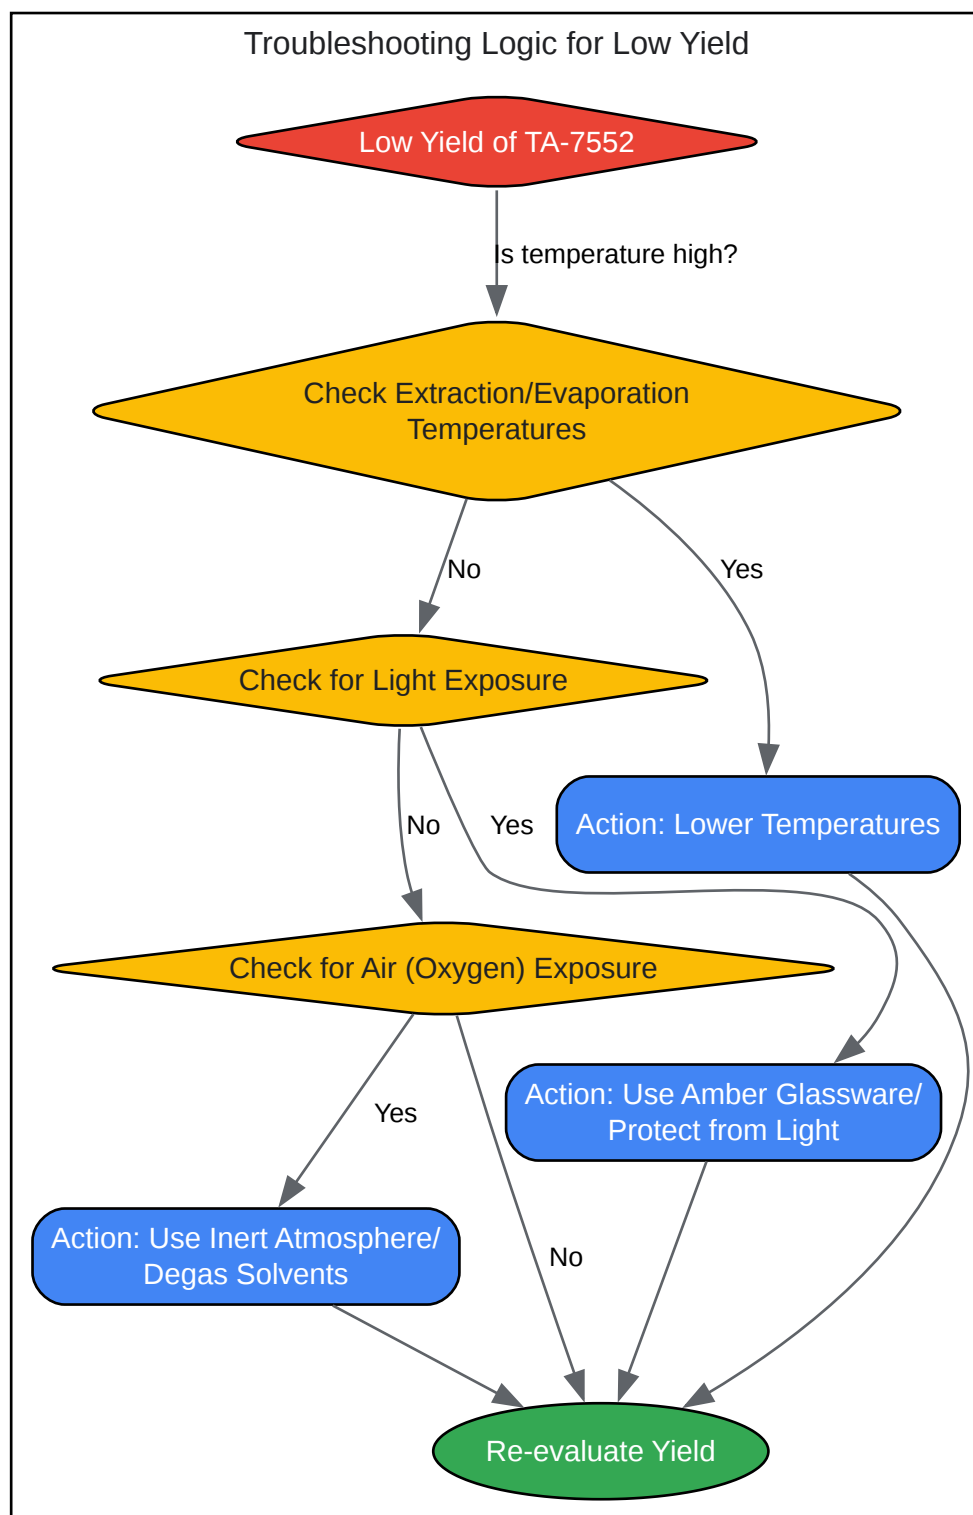 Troubleshooting Logic for Low Yield
Low Yield of TA-7552
Is temperature high?
Check Extraction/Evaporation
Temperatures
No
Yes
Check for Light Exposure
No
Yes
Action: Lower Temperatures
Check for Air (Oxygen) Exposure
Action: Use Amber Glassware/
Protect from Light
Yes
Action: Use Inert Atmosphere/
Degas Solvents
No
Re-evaluate Yield